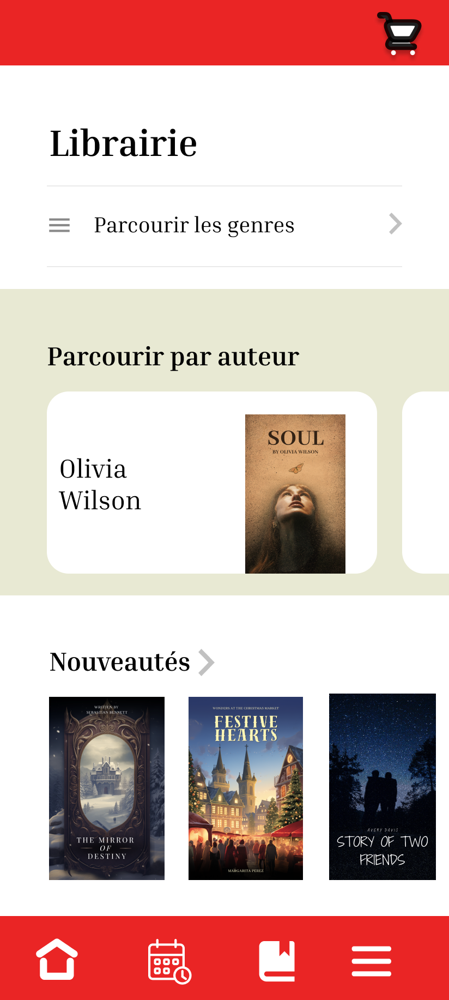 Librairie
Parcourir les genres
Parcourir par auteur
Olivia
Wilson
SOUL
BY OLIVIA WILSON
Nouveautés
WRITTEN BY
SEBASTIAN BENNETT
THE MIRROR
OF
DESTINY
WONDERS AT THE CHRISTMAS MARKET
FESTIVE
HEARTS
MARGARITA PEREZ
AVERY DAVIS
STORY OF TWO
FRIENDS